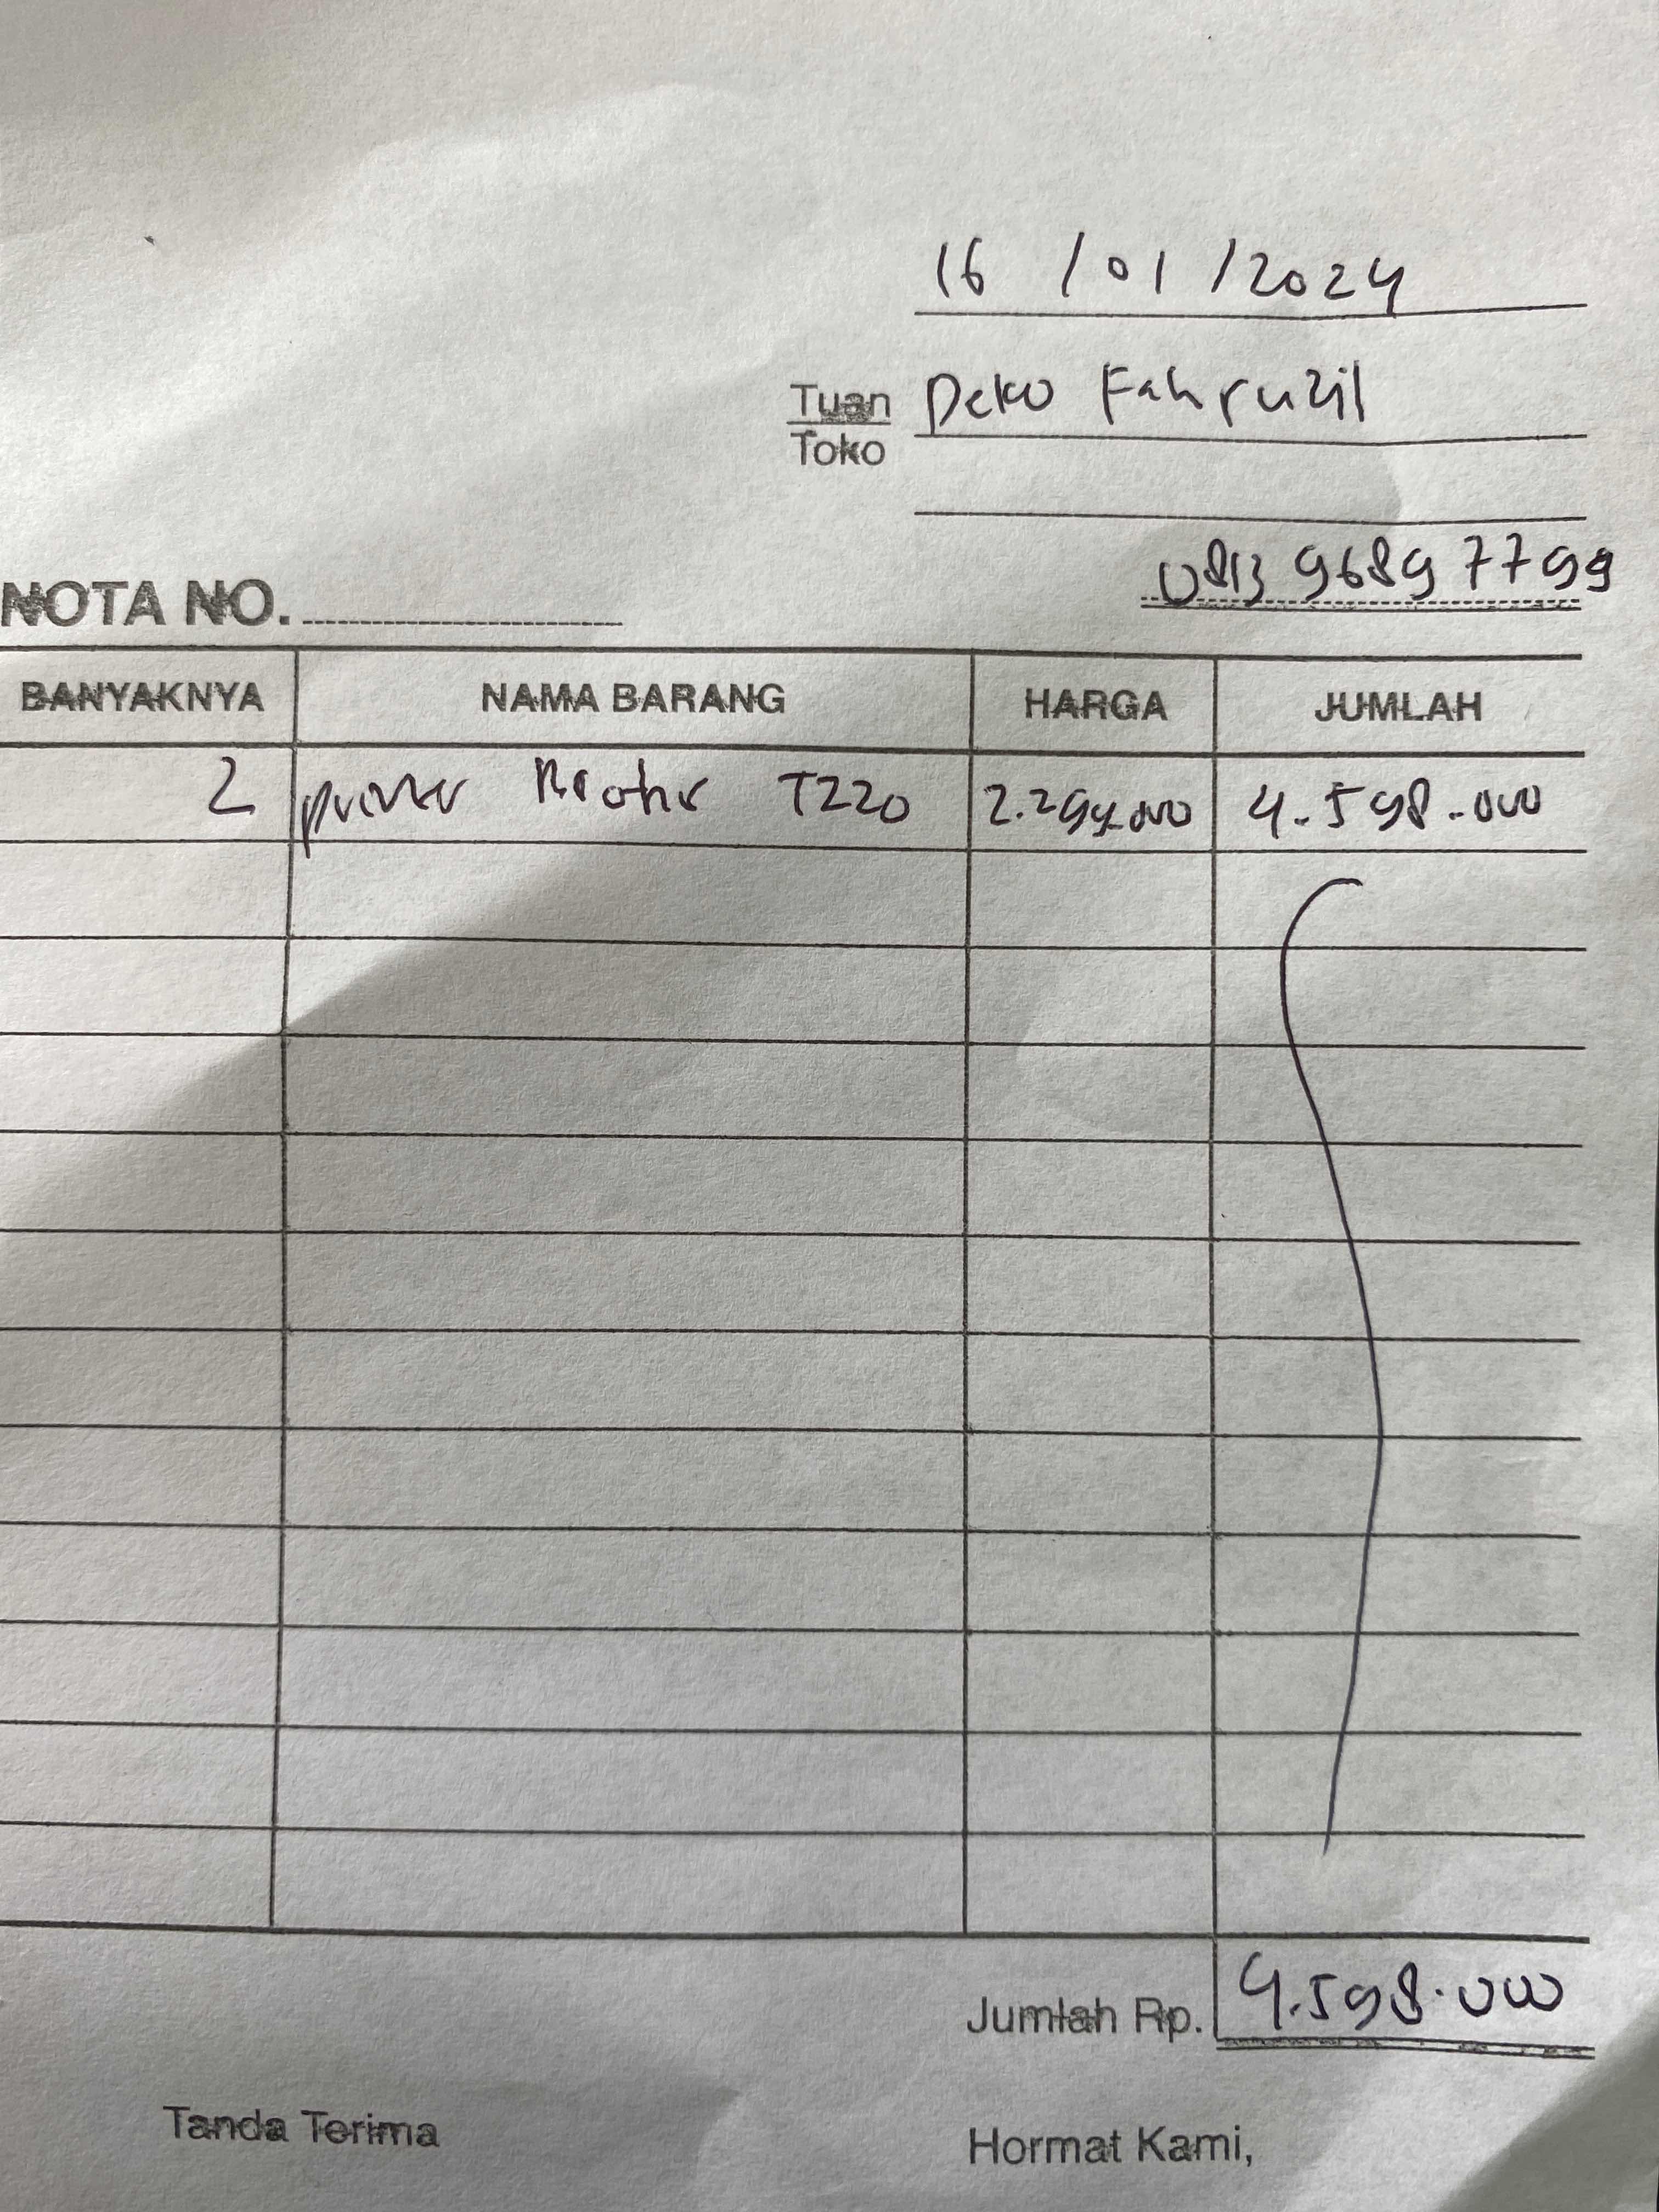 16 /01/2024
Tuan Deko Fahruzil
Toko
0813 9689 7799
NOTA NO.
BANYAKNYA NAMA BARANG HARGA JUMLAH
2 printer Brother T220 2.299.000 4.598.000
Jumlah Rp. 4.598.000
Tanda Terima Hormat Kami,